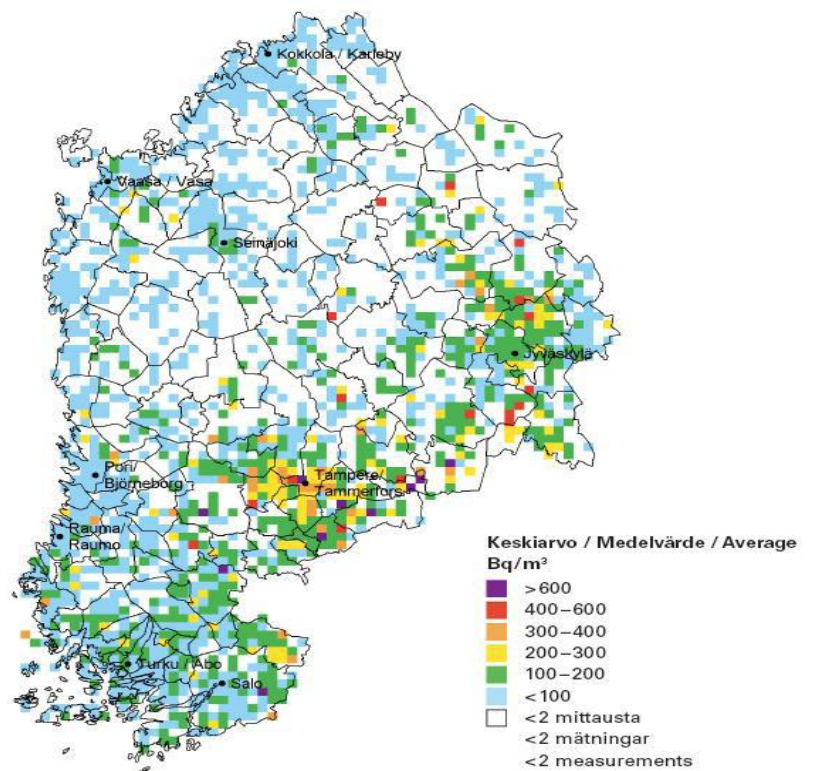 Kokkola / Karleby
Vaasa / Vasa
Seinäjoki
Jyväskylä
Pori/
Björneborg
Tampere/
Tammerfors
Rauma/
Raumo
Turku / Åbo
Salo
Keskiarvo / Medelvärde / Average
Bq/m³
>600
400–600
300–400
200–300
100–200
<100
<2 mittausta
<2 mätningar
<2 measurements